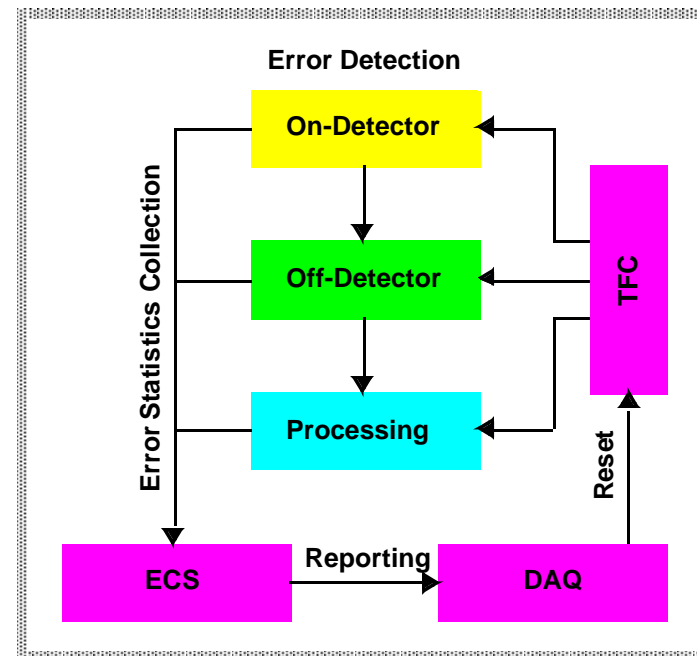 Error Detection
On-Detector
Error Statistics Collection
TFC
Off-Detector
Processing
Reset
Reporting
ECS
DAQ